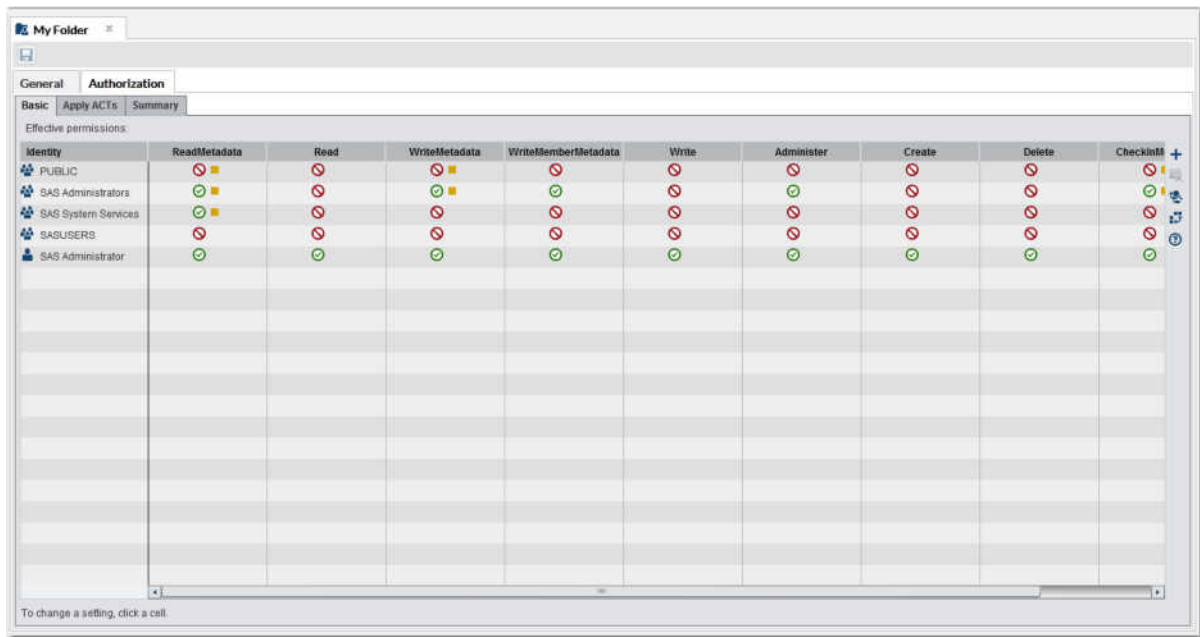 My Folder
General Authorization
Basic Apply ACTs Summary
Effective permissions:
Identity ReadMetadata Read WriteMetadata WriteMemberMetadata Write Administer Create Delete CheckInM
PUBLIC
SAS Administrators
SAS System Services
SASUSERS
SAS Administrator
To change a setting, click a cell.